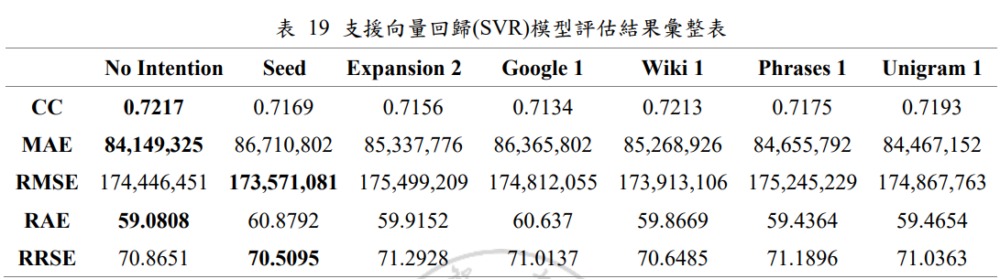 表 19 支援向量回歸(SVR)模型評估結果彙整表
No Intention Seed Expansion 2 Google 1 Wiki 1 Phrases 1 Unigram 1
CC 0.7217 0.7169 0.7156 0.7134 0.7213 0.7175 0.7193
MAE 84,149,325 86,710,802 85,337,776 86,365,802 85,268,926 84,655,792 84,467,152
RMSE 174,446,451 173,571,081 175,499,209 174,812,055 173,913,106 175,245,229 174,867,763
RAE 59.0808 60.8792 59.9152 60.637 59.8669 59.4364 59.4654
RRSE 70.8651 70.5095 71.2928 71.0137 70.6485 71.1896 71.0363